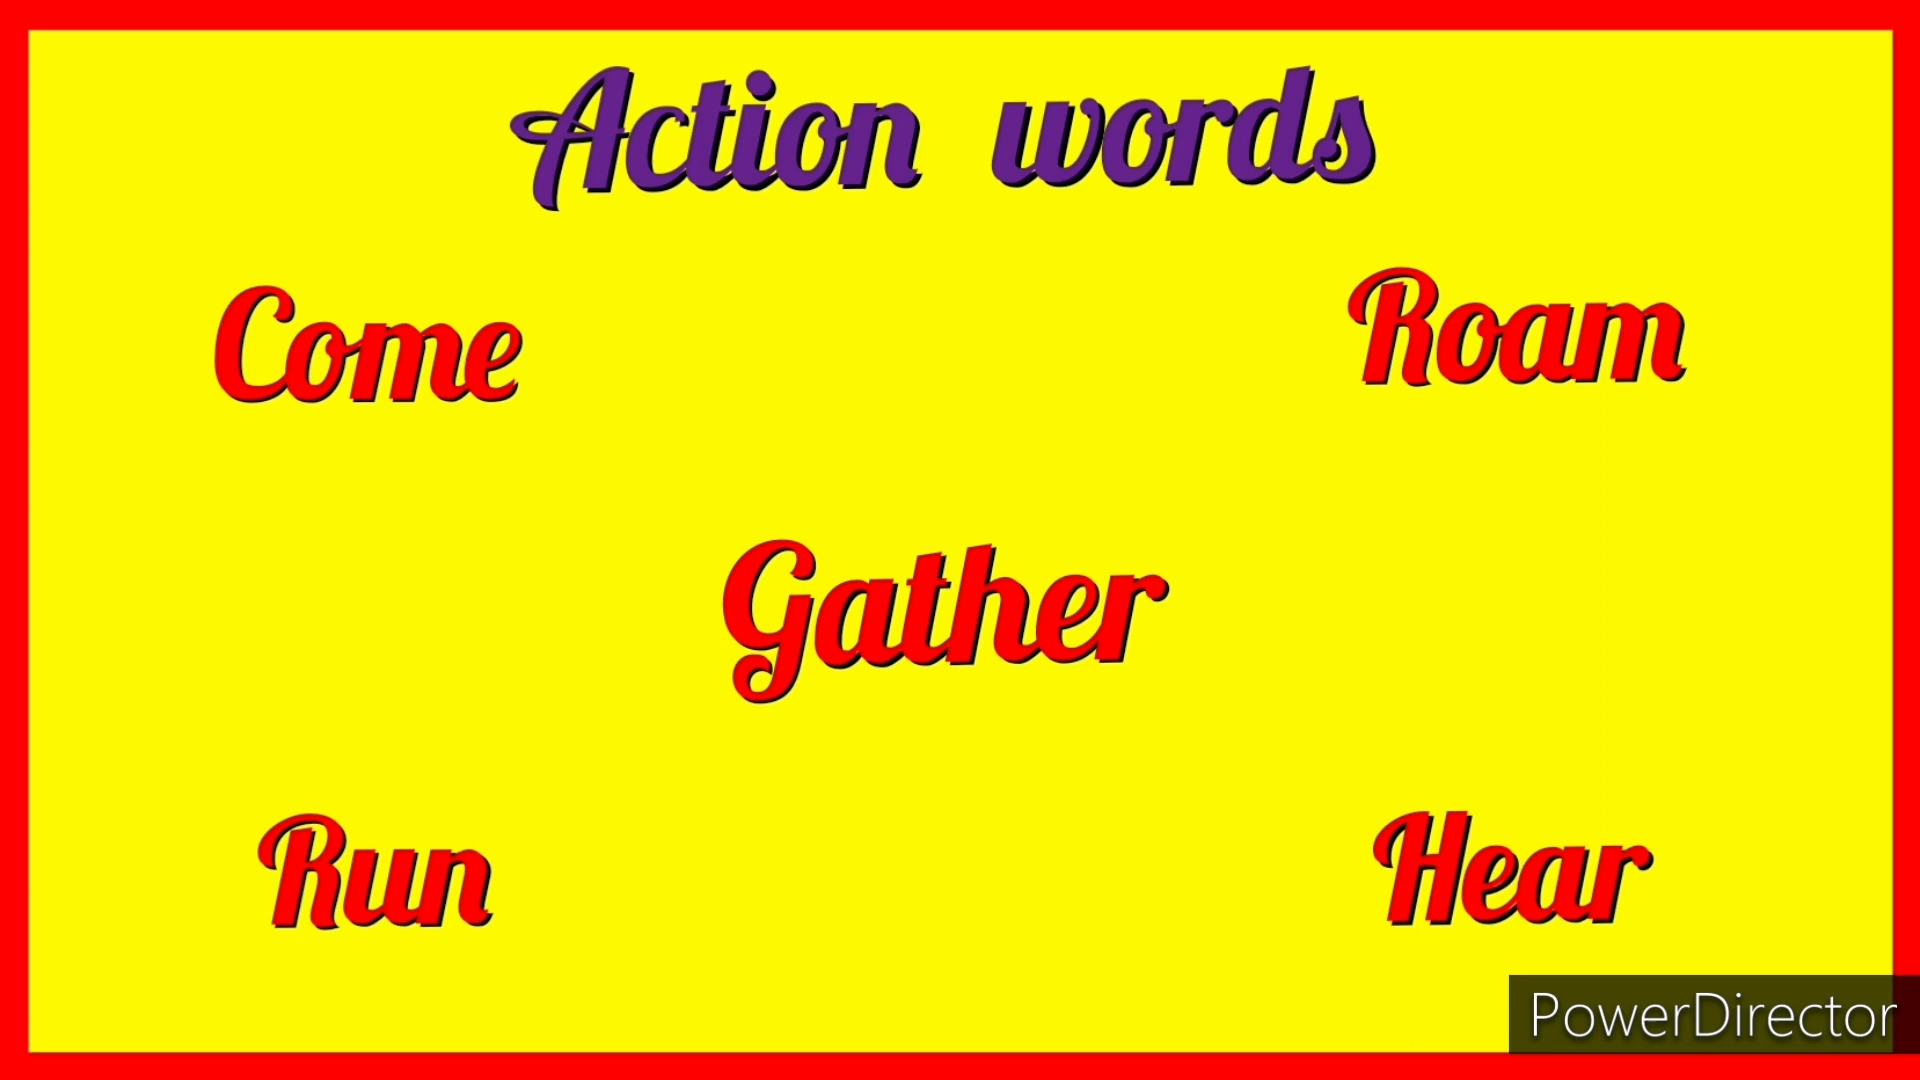 Action words
Come
Roam
Gather
Run
Hear
PowerDirector